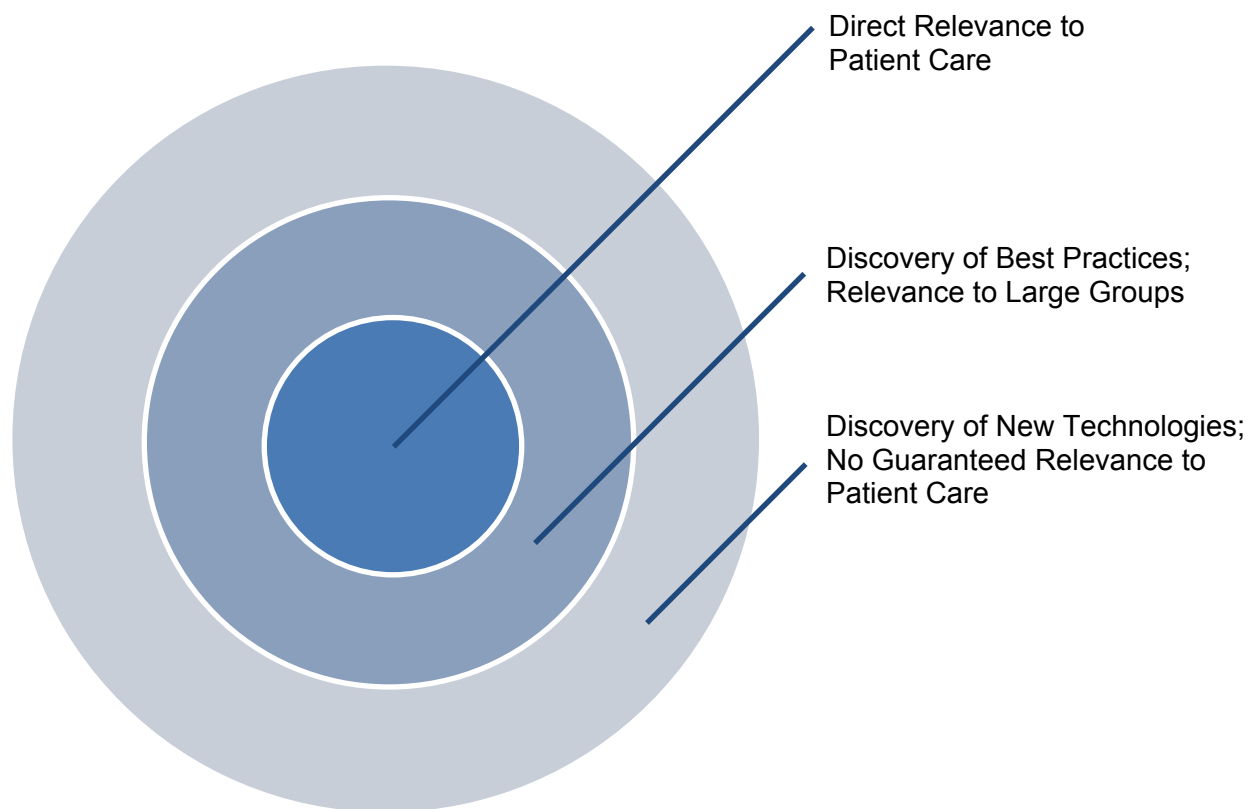 Direct Relevance to
Patient Care
Discovery of Best Practices;
Relevance to Large Groups
Discovery of New Technologies;
No Guaranteed Relevance to
Patient Care